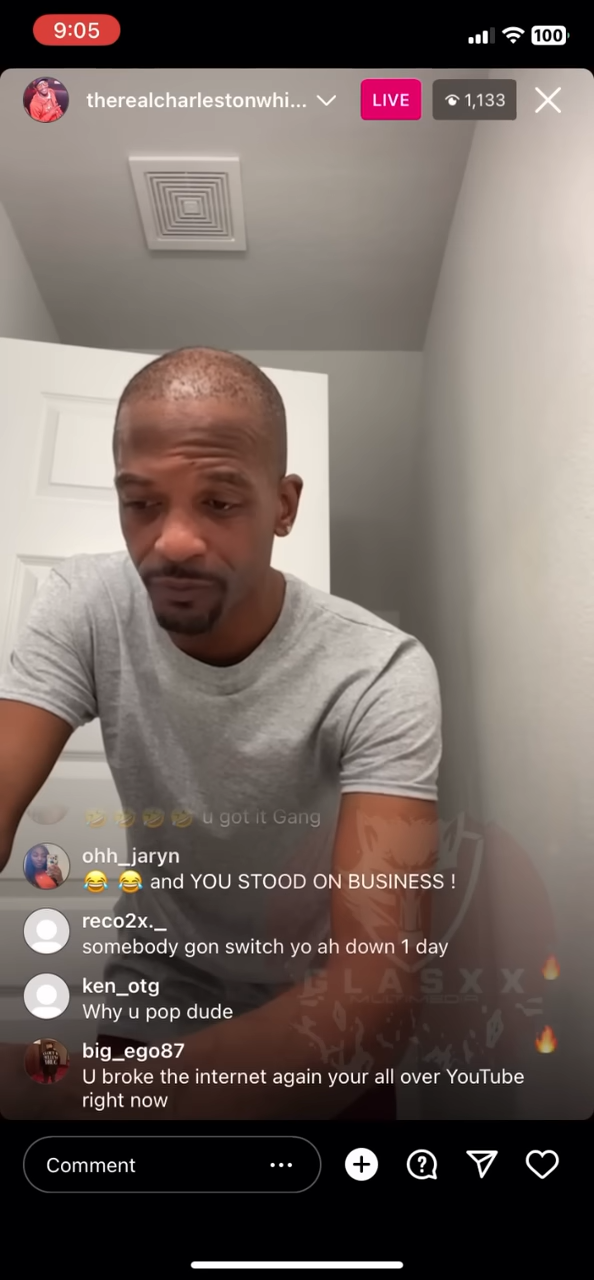 9:05
100
therealcharlestonwhi...
LIVE
1,133
u got it Gang
ohh_jaryn
😂 😂 and YOU STOOD ON BUSINESS !
reco2x._
somebody gon switch yo ah down 1 day
ken_otg
Why u pop dude
GLASXX
big_ego87
U broke the internet again your all over YouTube
right now
Comment